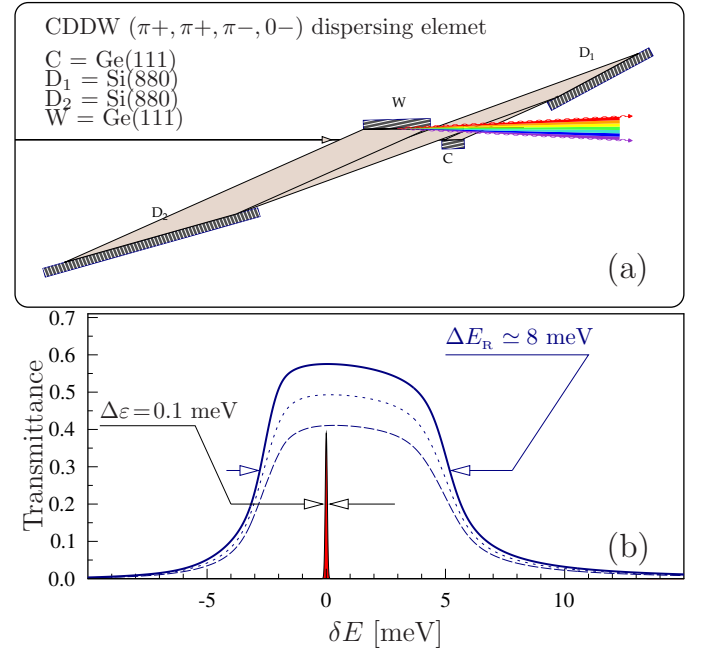 CDDW (π+, π+, π−, 0−) dispersing elemet
C = Ge(111)
D₁ = Si(880)
D₂ = Si(880)
W = Ge(111)
D₁
W
C
D₂
(a)
0.7
0.6
0.5
0.4
0.3
0.2
0.1
0.0
Transmittance
ΔE_R ≃ 8 meV
Δε=0.1 meV
(b)
-5
0
5
10
δE [meV]